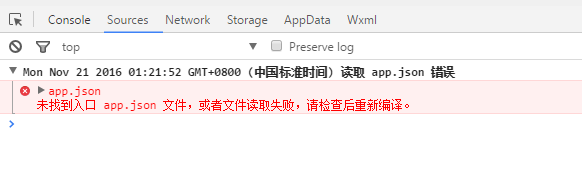 Console Sources Network Storage AppData Wxml
top Preserve log
Mon Nov 21 2016 01:21:52 GMT+0800 (中国标准时间) 读取 app.json 错误
app.json
未找到入口 app.json 文件，或者文件读取失败，请检查后重新编译。